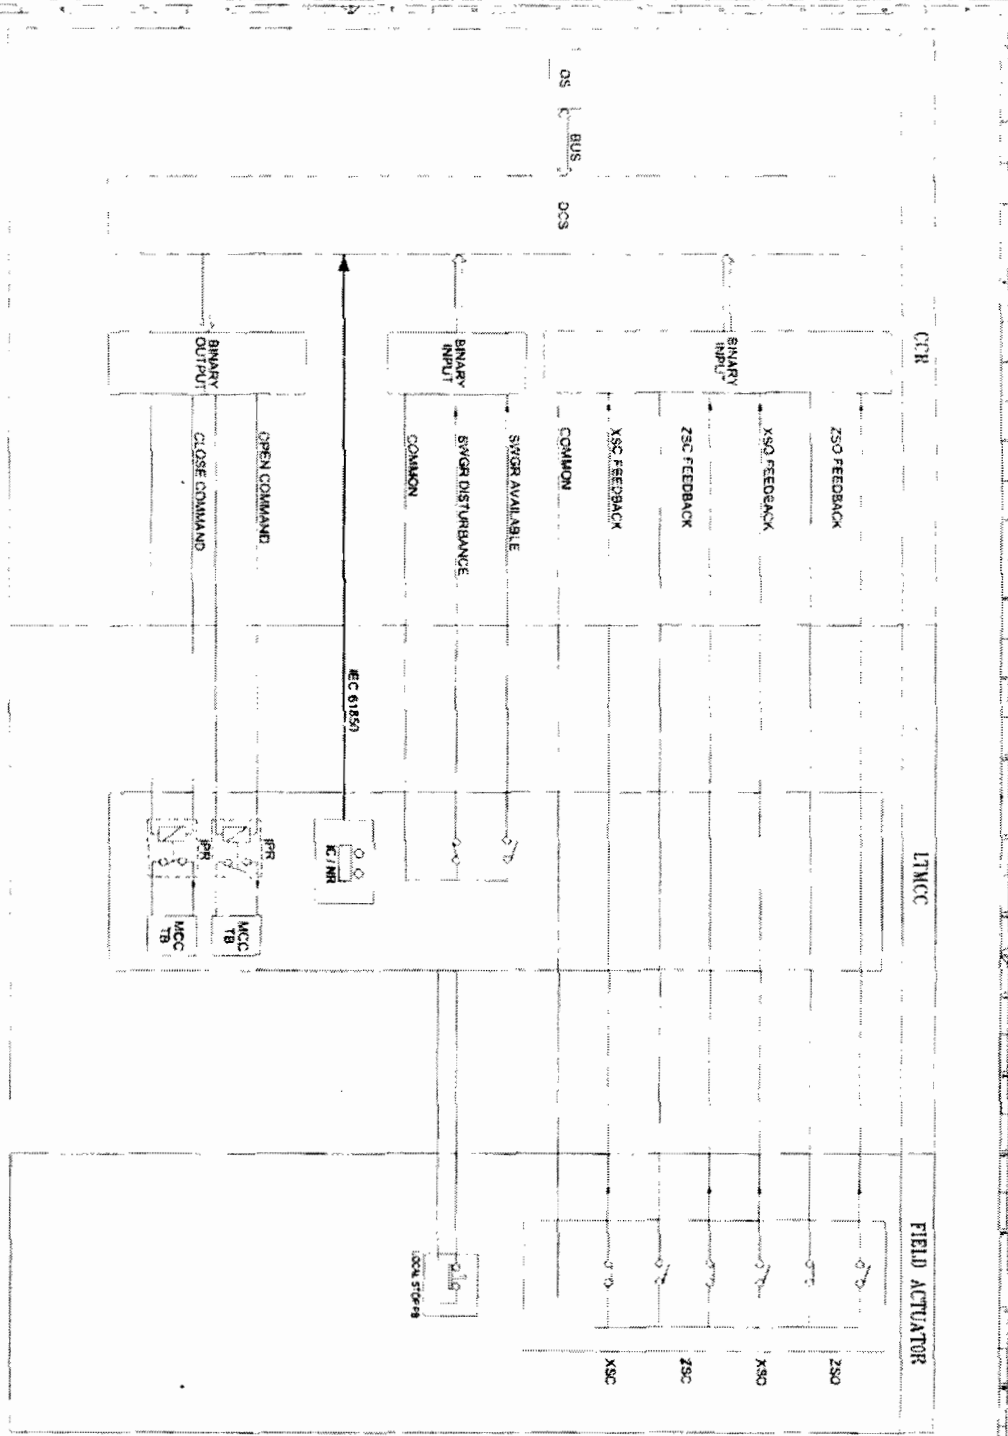 CCR
LTMCC
FIELD ACTUATOR
OS
BUS
DCS
BINARY
INPUT
BINARY
INPUT
BINARY
OUTPUT
ZSO FEEDBACK
XSO FEEDBACK
ZSC FEEDBACK
XSC FEEDBACK
COMMON
SWGR AVAILABLE
SWGR DISTURBANCE
COMMON
OPEN COMMAND
CLOSE COMMAND
IEC 61850
IC / NR
IPR
IPR
MCC
TB
MCC
TB
LOCAL STOP PB
ZSO
XSO
ZSC
XSC